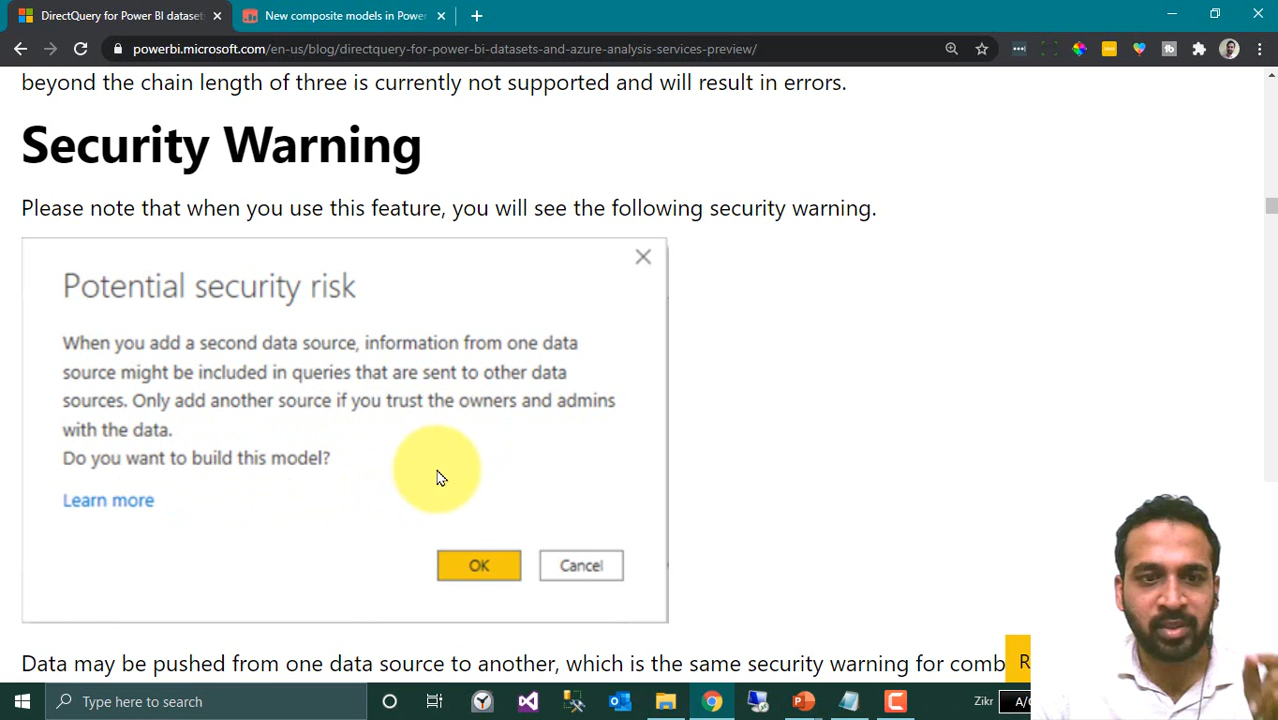 DirectQuery for Power BI dataset
New composite models in Power
powerbi.microsoft.com/en-us/blog/directquery-for-power-bi-datasets-and-azure-analysis-services-preview/
beyond the chain length of three is currently not supported and will result in errors.
Security Warning
Please note that when you use this feature, you will see the following security warning.
Potential security risk
When you add a second data source, information from one data
source might be included in queries that are sent to other data
sources. Only add another source if you trust the owners and admins
with the data.
Do you want to build this model?
Learn more
OK Cancel
Data may be pushed from one data source to another, which is the same security warning for comb
R
Type here to search
Zikr
A/C